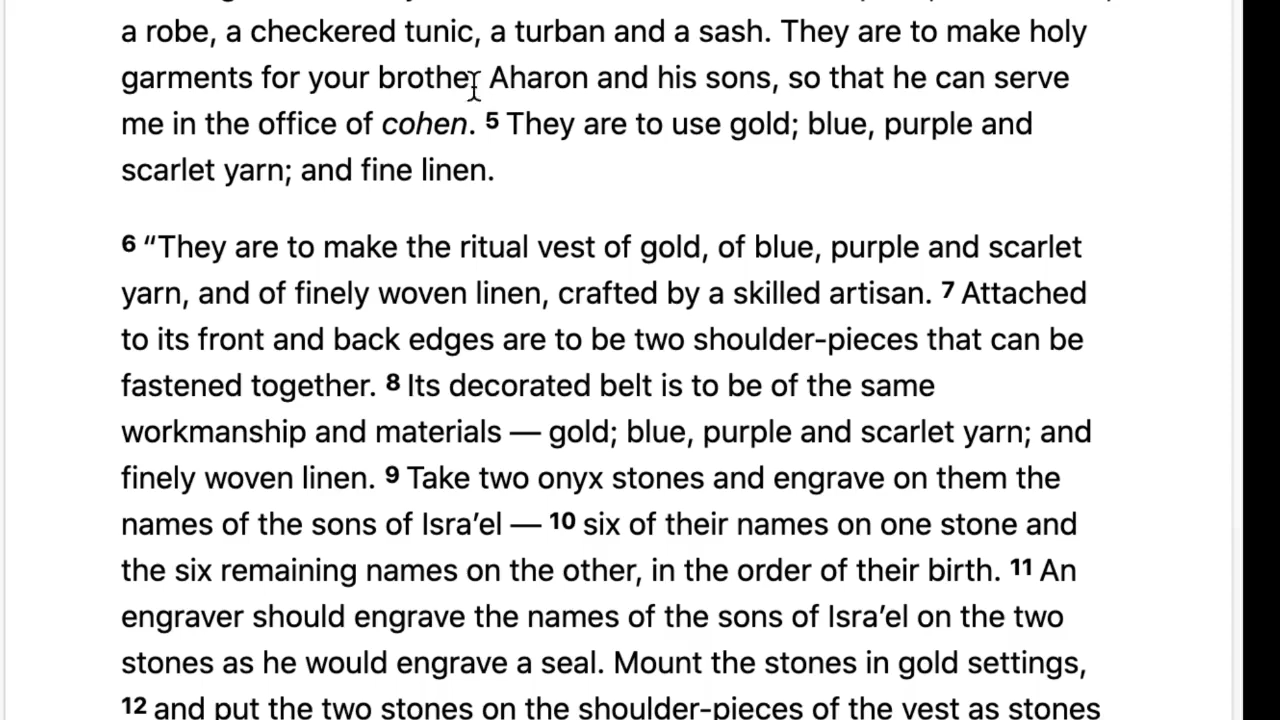 a robe, a checkered tunic, a turban and a sash. They are to make holy
garments for your brother Aharon and his sons, so that he can serve
me in the office of cohen. 5 They are to use gold; blue, purple and
scarlet yarn; and fine linen.
6 “They are to make the ritual vest of gold, of blue, purple and scarlet
yarn, and of finely woven linen, crafted by a skilled artisan. 7 Attached
to its front and back edges are to be two shoulder-pieces that can be
fastened together. 8 Its decorated belt is to be of the same
workmanship and materials — gold; blue, purple and scarlet yarn; and
finely woven linen. 9 Take two onyx stones and engrave on them the
names of the sons of Isra’el — 10 six of their names on one stone and
the six remaining names on the other, in the order of their birth. 11 An
engraver should engrave the names of the sons of Isra’el on the two
stones as he would engrave a seal. Mount the stones in gold settings,
12 and put the two stones on the shoulder-pieces of the vest as stones